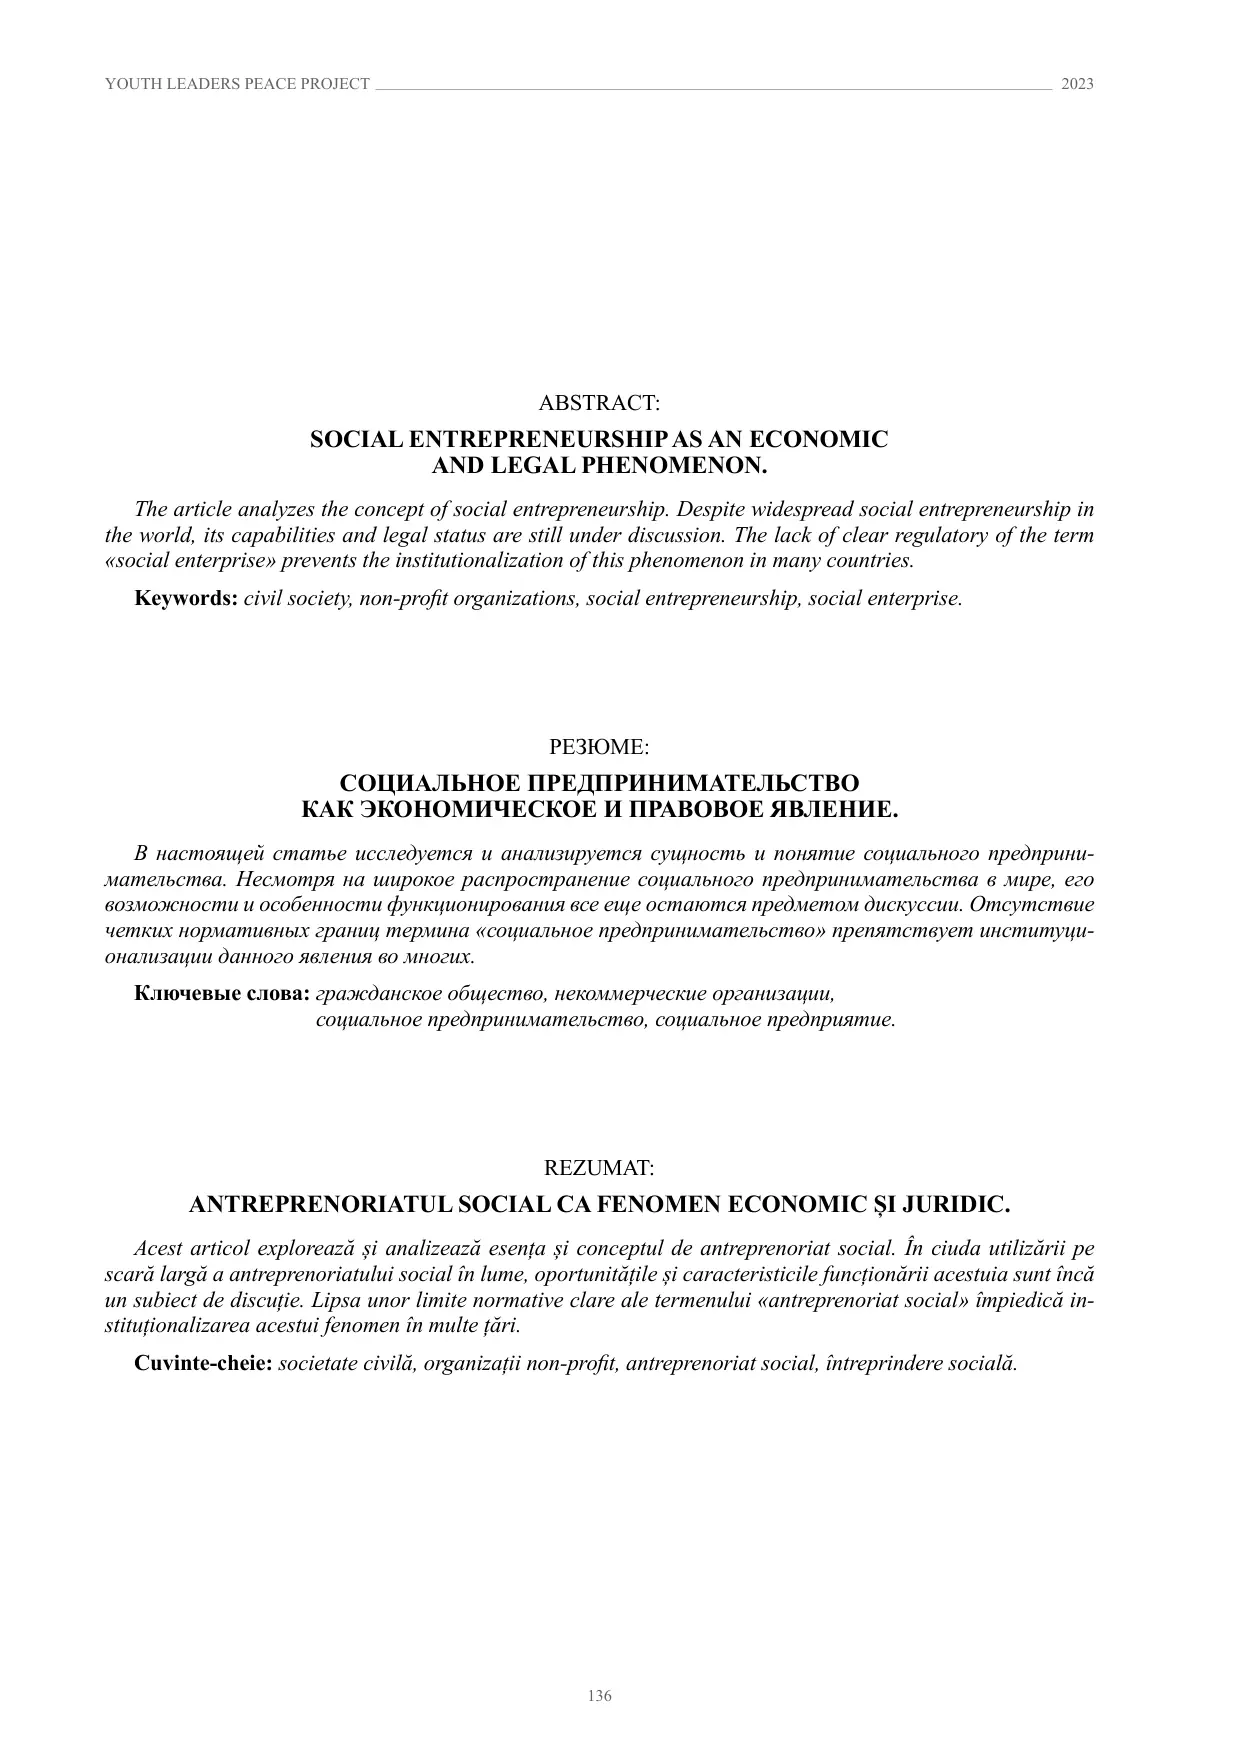 YOUTH LEADERS PEACE PROJECT 2023
ABSTRACT:
SOCIAL ENTREPRENEURSHIP AS AN ECONOMIC
AND LEGAL PHENOMENON.
The article analyzes the concept of social entrepreneurship. Despite widespread social entrepreneurship in
the world, its capabilities and legal status are still under discussion. The lack of clear regulatory of the term
«social enterprise» prevents the institutionalization of this phenomenon in many countries.
Keywords: civil society, non-profit organizations, social entrepreneurship, social enterprise.
РЕЗЮМЕ:
СОЦИАЛЬНОЕ ПРЕДПРИНИМАТЕЛЬСТВО
КАК ЭКОНОМИЧЕСКОЕ И ПРАВОВОЕ ЯВЛЕНИЕ.
В настоящей статье исследуется и анализируется сущность и понятие социального предприни-
мательства. Несмотря на широкое распространение социального предпринимательства в мире, его
возможности и особенности функционирования все еще остаются предметом дискуссии. Отсутствие
четких нормативных границ термина «социальное предпринимательство» препятствует институци-
онализации данного явления во многих.
Ключевые слова: гражданское общество, некоммерческие организации,
социальное предпринимательство, социальное предприятие.
REZUMAT:
ANTREPRENORIATUL SOCIAL CA FENOMEN ECONOMIC ȘI JURIDIC.
Acest articol explorează și analizează esența și conceptul de antreprenoriat social. În ciuda utilizării pe
scară largă a antreprenoriatului social în lume, oportunitățile și caracteristicile funcționării acestuia sunt încă
un subiect de discuție. Lipsa unor limite normative clare ale termenului «antreprenoriat social» împiedică in-
stituționalizarea acestui fenomen în multe țări.
Cuvinte-cheie: societate civilă, organizații non-profit, antreprenoriat social, întreprindere socială.
136